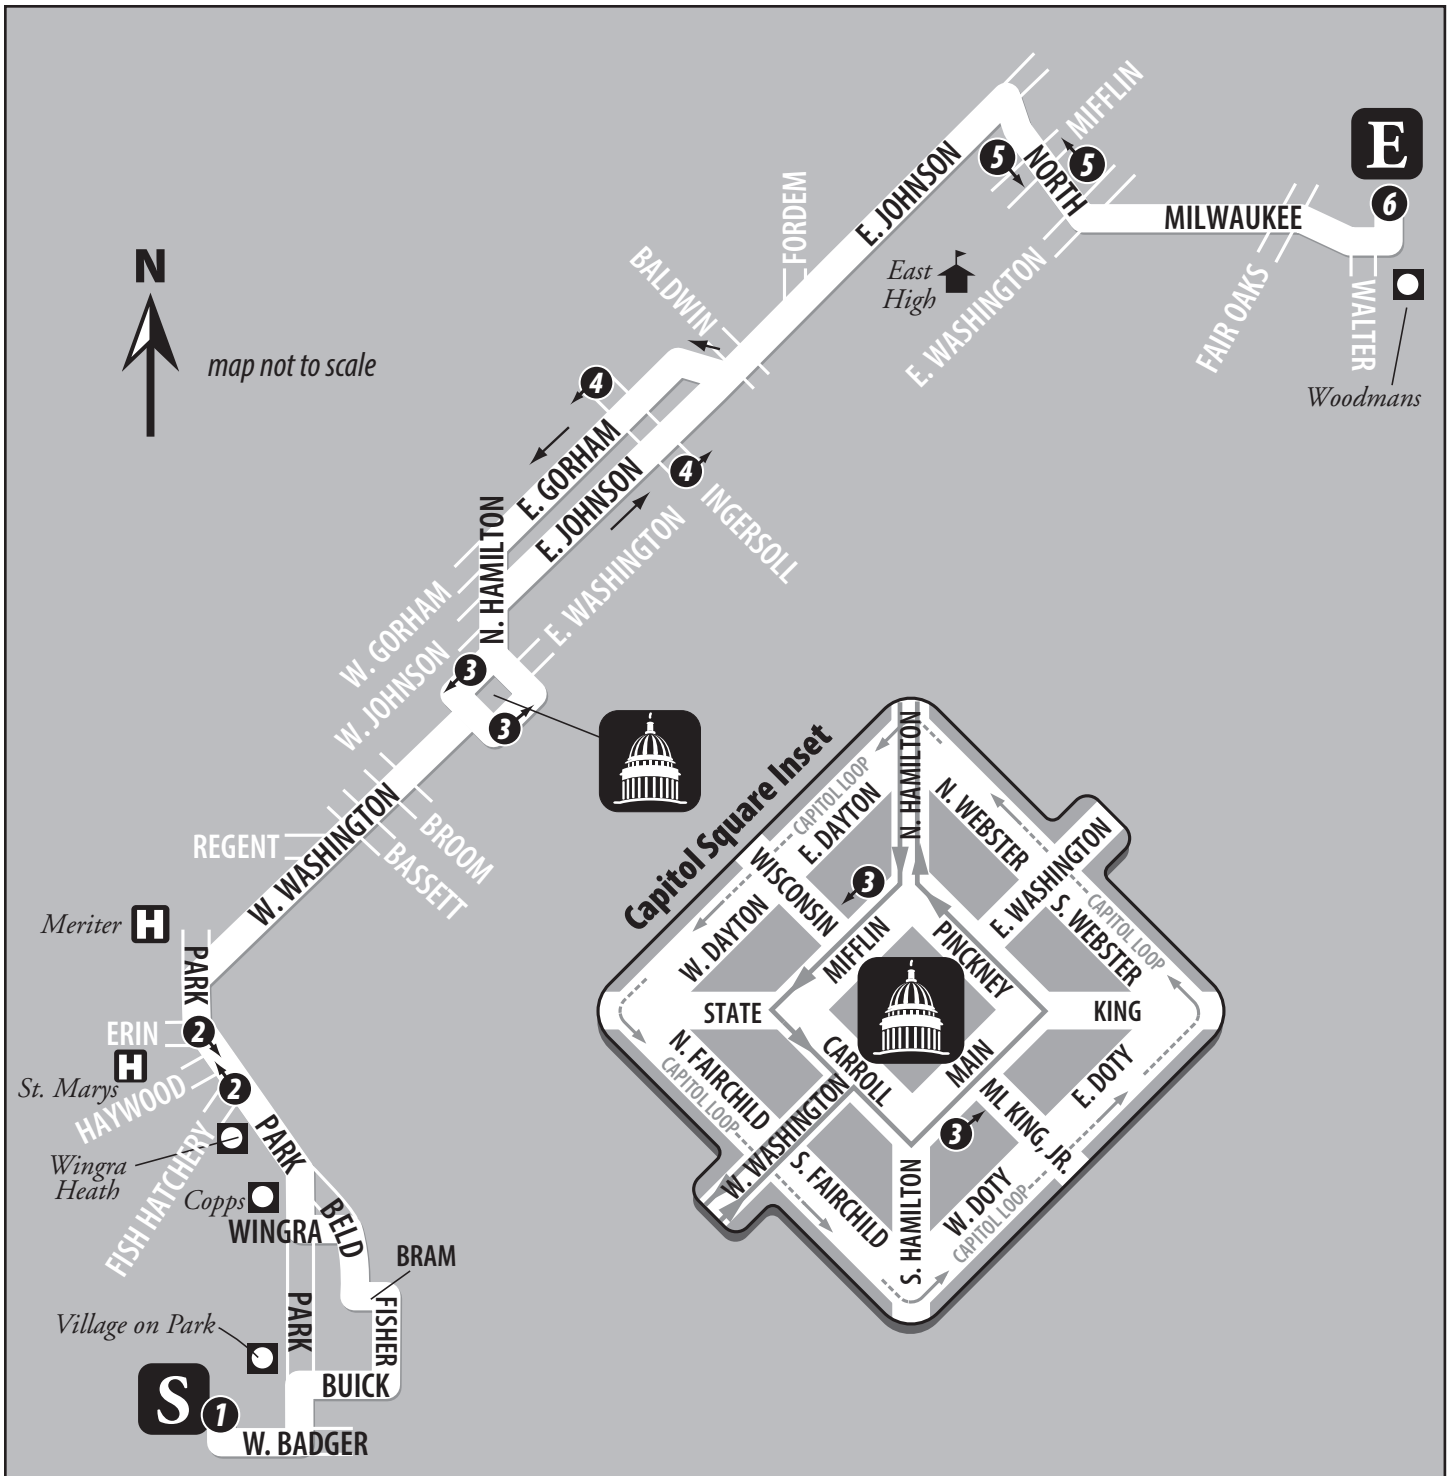 N
map not to scale
E
6
MIFFLIN
5
5
NORTH
MILWAUKEE
E. JOHNSON
FORDEM
BALDWIN
East
High
E. WASHINGTON
FAIR OAKS
WALTER
Woodmans
4
E. GORHAM
E. JOHNSON
4
INGERSOLL
N. HAMILTON
E. WASHINGTON
W. GORHAM
W. JOHNSON
3
3
W. WASHINGTON
BROOM
BASSETT
REGENT
Meriter
H
PARK
ERIN
2
H
St. Marys
HAYWOOD
2
FISH HATCHERY
PARK
Wingra
Heath
Copps
WINGRA
BELD
BRAM
PARK
FISHER
Village on Park
BUICK
S
1
W. BADGER
Capitol Square Inset
CAPITOL LOOP
E. DAYTON
N. HAMILTON
N. WEBSTER
E. WASHINGTON
WISCONSIN
3
W. DAYTON
MIFFLIN
PINCKNEY
S. WEBSTER
CAPITOL LOOP
STATE
KING
N. FAIRCHILD
CAPITOL LOOP
CARROLL
MAIN
ML KING, JR.
E. DOTY
W. WASHINGTON
3
S. FAIRCHILD
S. HAMILTON
W. DOTY
CAPITOL LOOP